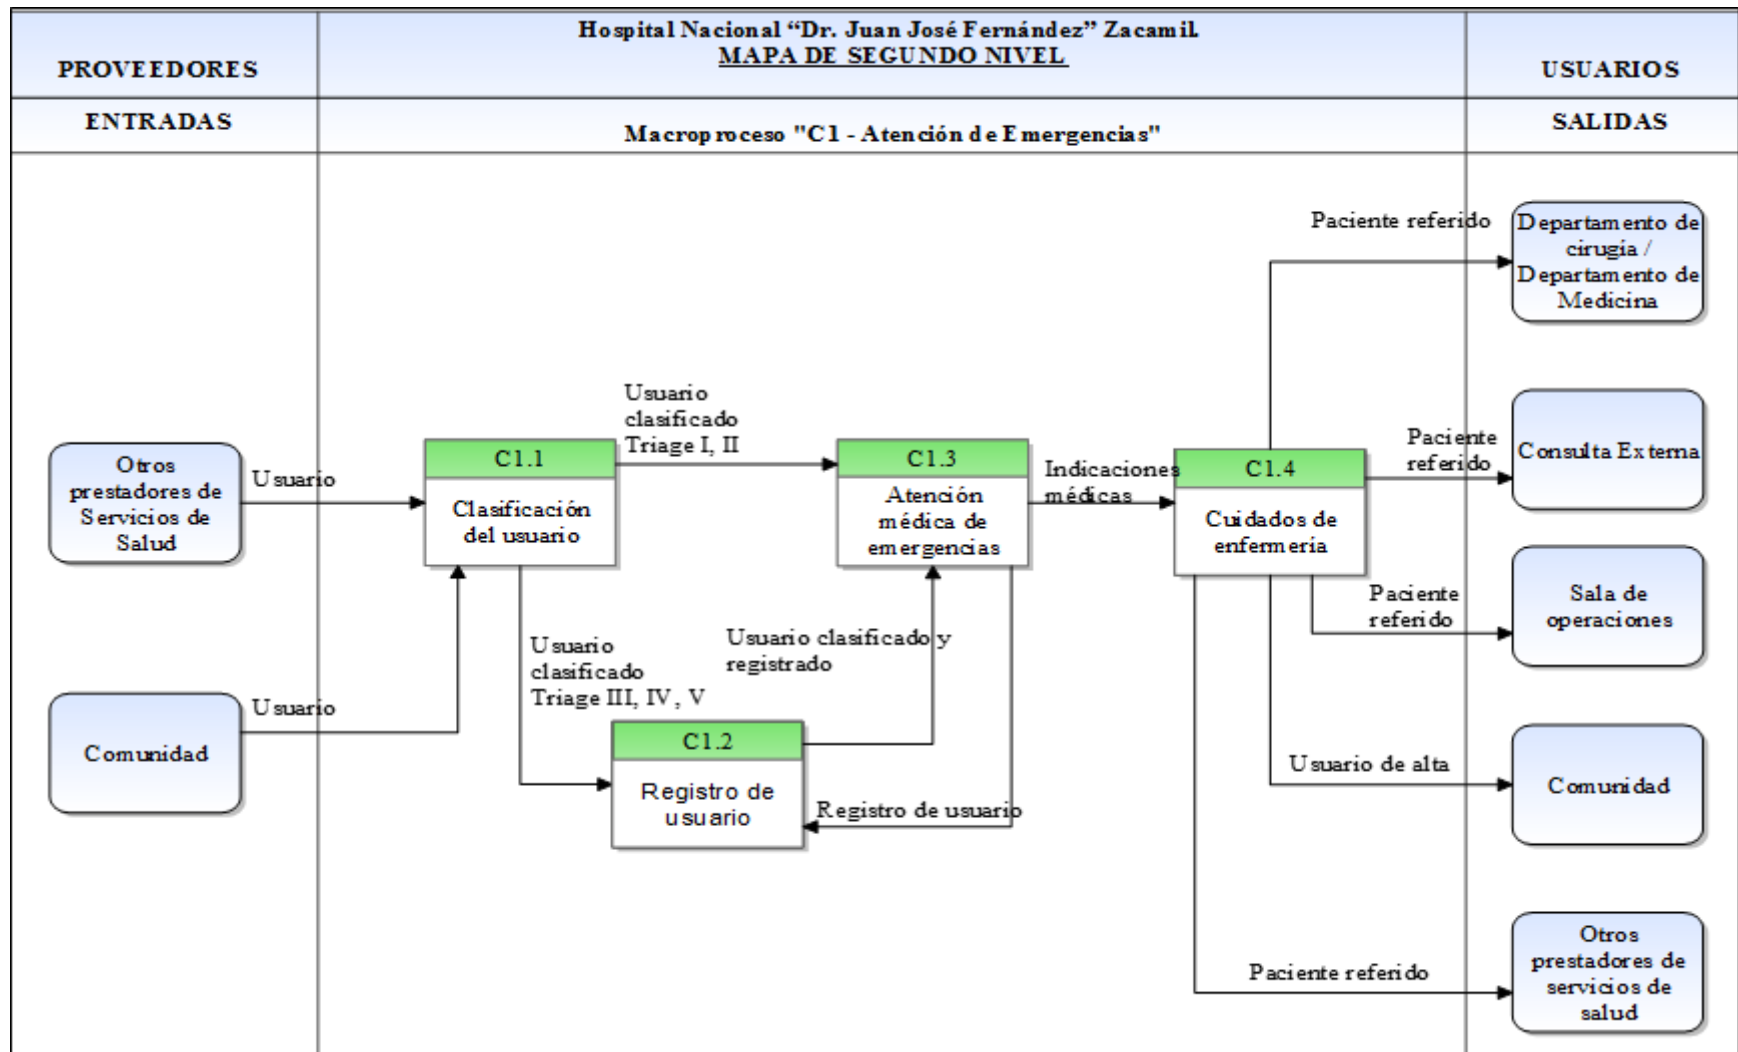 Hospital Nacional “Dr. Juan José Fernández” Zacamil.
MAPA DE SEGUNDO NIVEL
PROVEEDORES
USUARIOS
ENTRADAS
Macroproceso "C1 - Atención de Emergencias"
SALIDAS
Otros
prestadores de
Servicios de
Salud
Usuario
Comunidad
Usuario
C1.1
Clasificación
del usuario
Usuario
clasificado
Triage I, II
Usuario
clasificado
Triage III, IV, V
C1.2
Registro de
usuario
Usuario clasificado y
registrado
Registro de usuario
C1.3
Atención
médica de
emergencias
Indicaciones
médicas
C1.4
Cuidados de
enfermería
Paciente referido
Departamento de
cirugía /
Departamento de
Medicina
Paciente
referido
Consulta Externa
Paciente
referido
Sala de
operaciones
Usuario de alta
Comunidad
Paciente referido
Otros
prestadores de
servicios de
salud